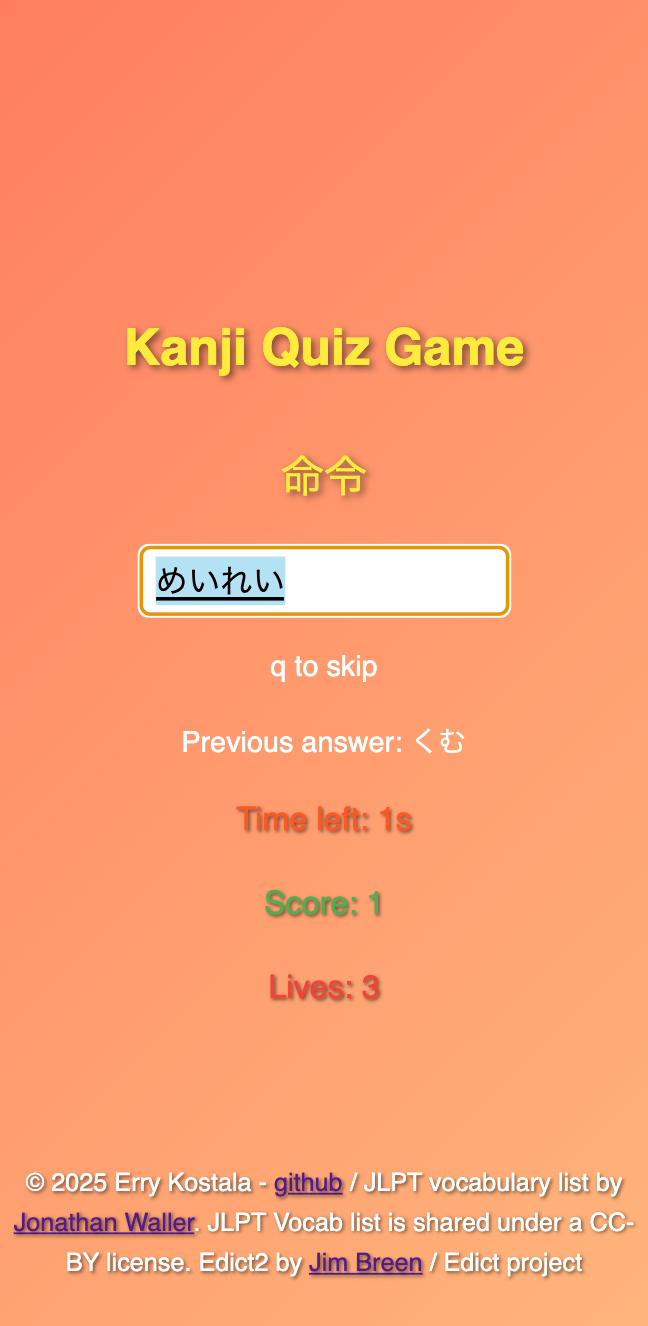 Kanji Quiz Game
命令
めいれい
q to skip
Previous answer: くむ
Time left: 1s
Score: 1
Lives: 3
© 2025 Erry Kostala - github / JLPT vocabulary list by
Jonathan Waller. JLPT Vocab list is shared under a CC-
BY license. Edict2 by Jim Breen / Edict project